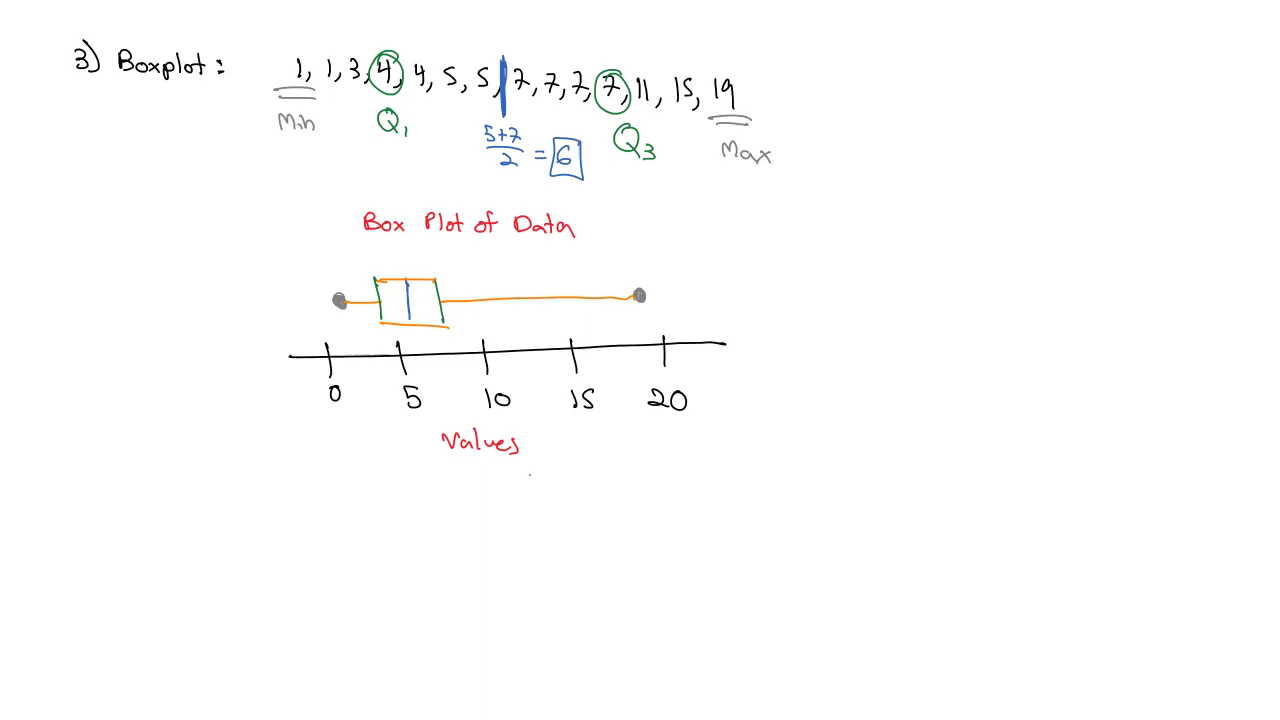 3) Boxplot: 1, 1, 3, 4, 4, 5, 5, 7, 7, 7, 7, 11, 15, 19
Min Q1 5+7/2 = 6 Q3 Max
Box Plot of Data
0 5 10 15 20
Values